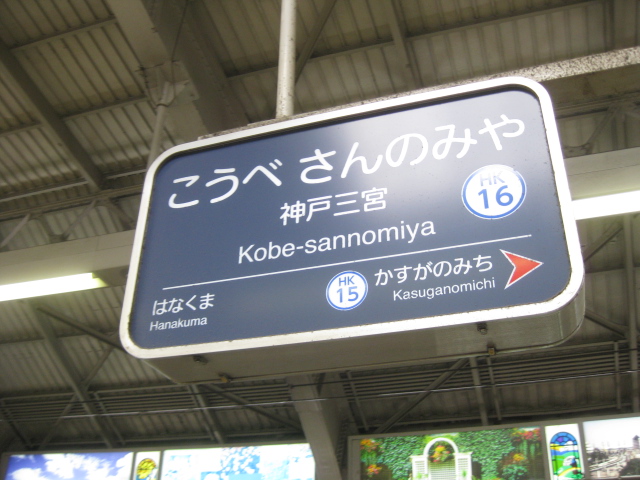 こうべ さんのみや
神戸三宮
HK
16
Kobe-sannomiya
はなくま
Hanakuma
HK
15
かすがのみち
Kasuganomichi